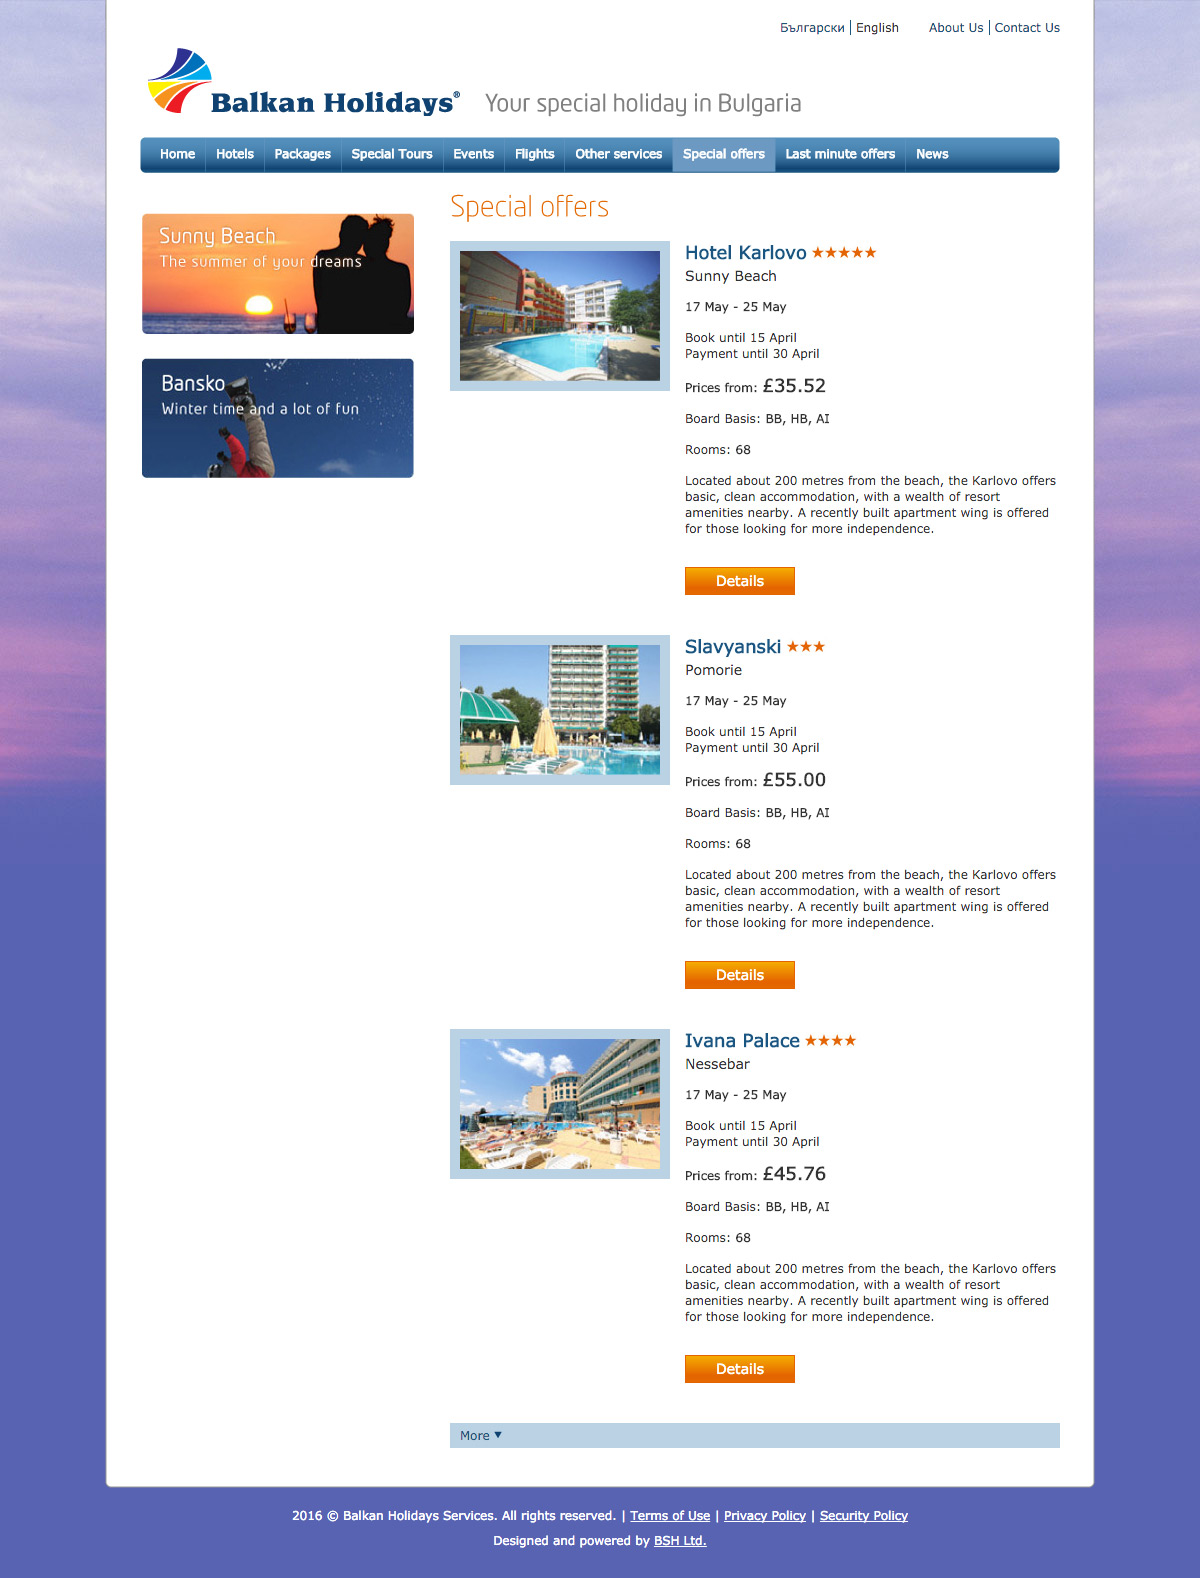 Български | English About Us | Contact Us
Balkan Holidays® Your special holiday in Bulgaria
Home Hotels Packages Special Tours Events Flights Other services Special offers Last minute offers News
Special offers
Sunny Beach
The summer of your dreams
Bansko
Winter time and a lot of fun
Hotel Karlovo ★★★★★
Sunny Beach
17 May - 25 May
Book until 15 April
Payment until 30 April
Prices from: £35.52
Board Basis: BB, HB, AI
Rooms: 68
Located about 200 metres from the beach, the Karlovo offers
basic, clean accommodation, with a wealth of resort
amenities nearby. A recently built apartment wing is offered
for those looking for more independence.
Details
Slavyanski ★★★
Pomorie
17 May - 25 May
Book until 15 April
Payment until 30 April
Prices from: £55.00
Board Basis: BB, HB, AI
Rooms: 68
Located about 200 metres from the beach, the Karlovo offers
basic, clean accommodation, with a wealth of resort
amenities nearby. A recently built apartment wing is offered
for those looking for more independence.
Details
Ivana Palace ★★★★
Nessebar
17 May - 25 May
Book until 15 April
Payment until 30 April
Prices from: £45.76
Board Basis: BB, HB, AI
Rooms: 68
Located about 200 metres from the beach, the Karlovo offers
basic, clean accommodation, with a wealth of resort
amenities nearby. A recently built apartment wing is offered
for those looking for more independence.
Details
More ▼
2016 © Balkan Holidays Services. All rights reserved. | Terms of Use | Privacy Policy | Security Policy
Designed and powered by BSH Ltd.